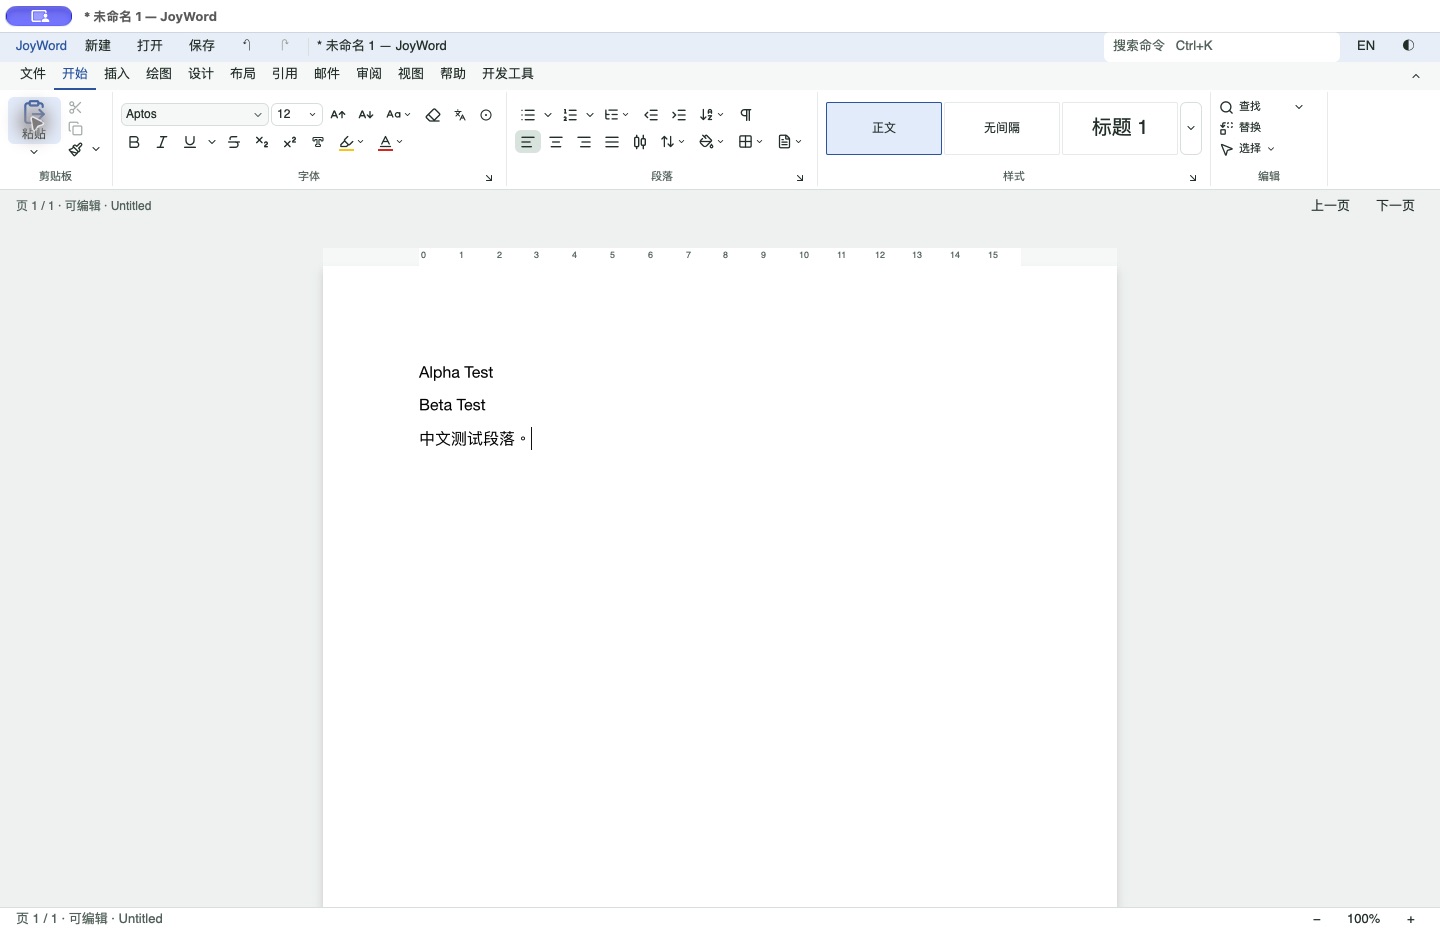 * 未命名 1 — JoyWord
JoyWord 新建 打开 保存 * 未命名 1 — JoyWord 搜索命令 Ctrl+K EN
文件 开始 插入 绘图 设计 布局 引用 邮件 审阅 视图 帮助 开发工具
粘贴
剪贴板
Aptos 12
字体
段落
正文 无间隔 标题 1
样式
查找
替换
选择
编辑
页 1 / 1 · 可编辑 · Untitled 上一页 下一页
0 1 2 3 4 5 6 7 8 9 10 11 12 13 14 15
Alpha Test
Beta Test
中文测试段落。
页 1 / 1 · 可编辑 · Untitled − 100% +